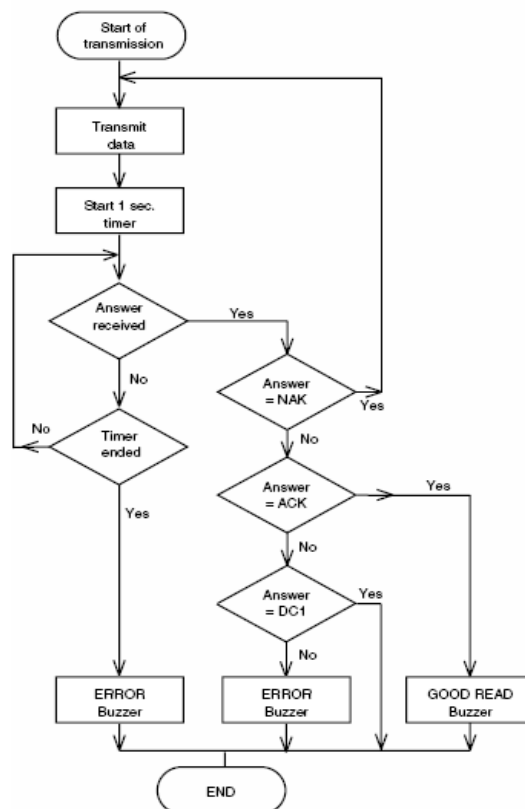 Start of
transmission
Transmit
data
Start 1 sec.
timer
Answer
received
Yes
No
Answer
= NAK
Yes
No
Timer
ended
No
Yes
Answer
= ACK
Yes
No
Answer
= DC1
Yes
No
ERROR
Buzzer
ERROR
Buzzer
GOOD READ
Buzzer
END